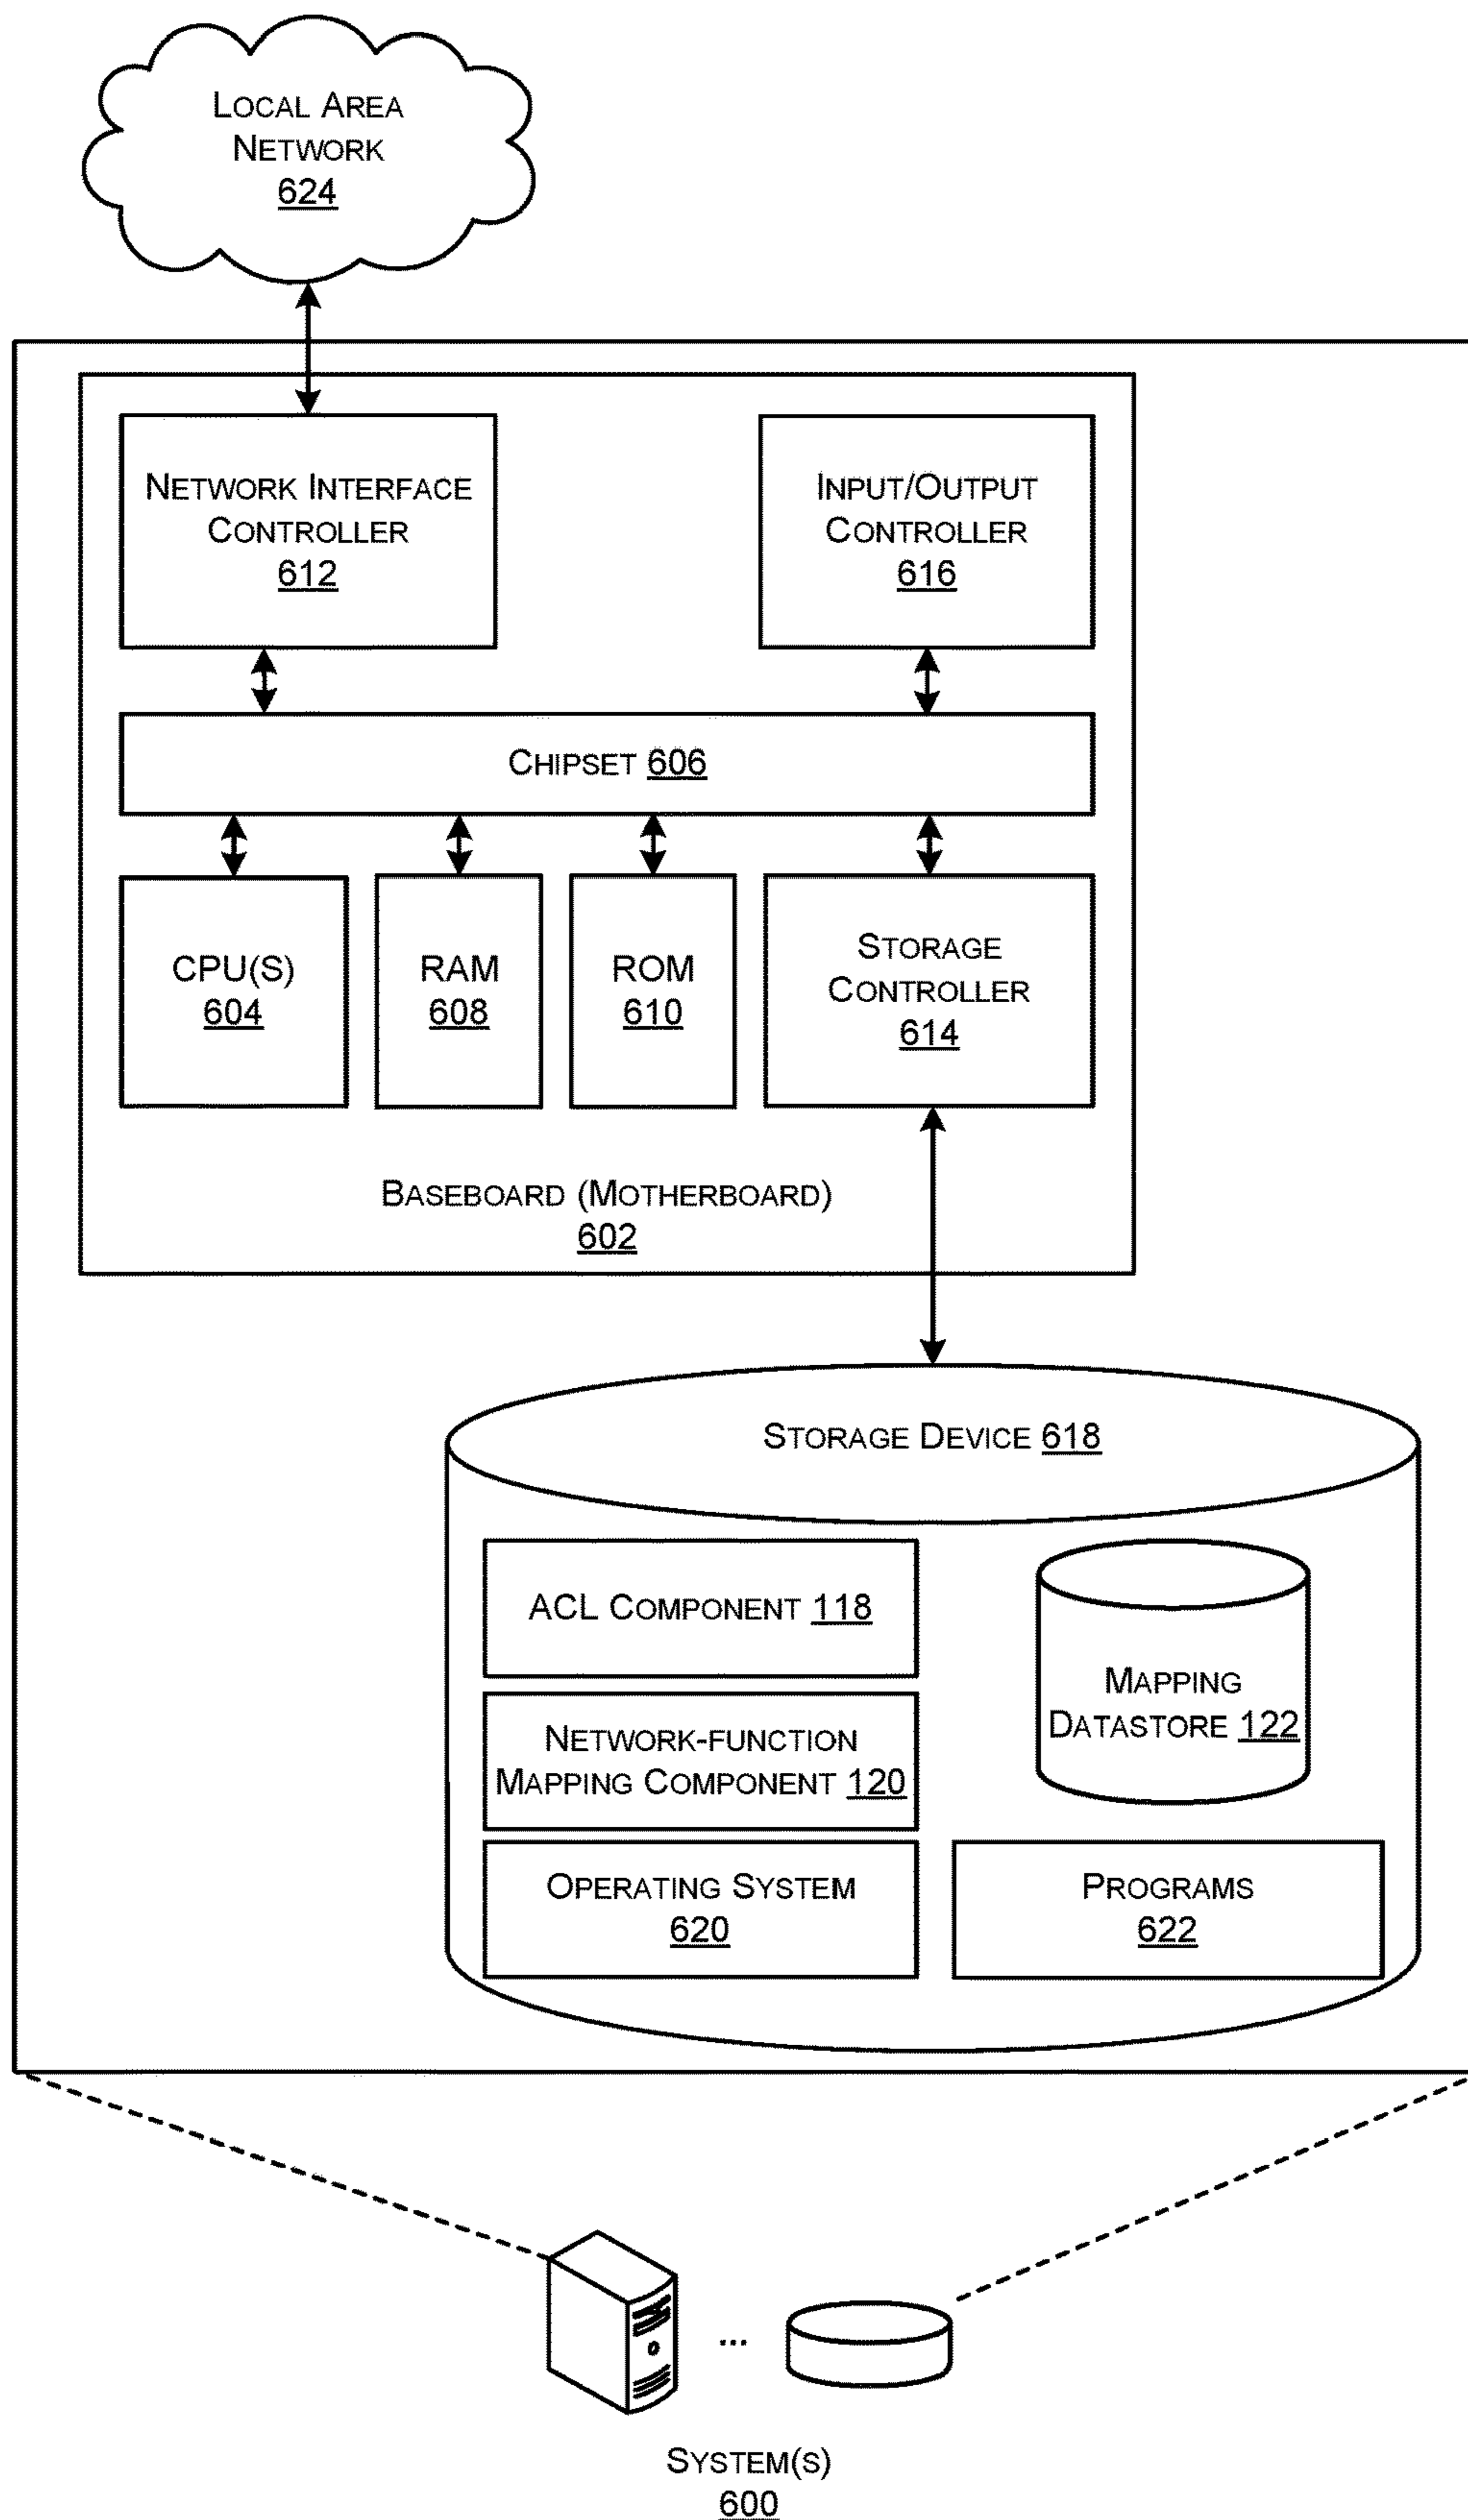 LOCAL AREA
NETWORK
624
NETWORK INTERFACE
CONTROLLER
612
INPUT/OUTPUT
CONTROLLER
616
CHIPSET 606
CPU(S)
604
RAM
608
ROM
610
STORAGE
CONTROLLER
614
BASEBOARD (MOTHERBOARD)
602
STORAGE DEVICE 618
ACL COMPONENT 118
MAPPING
DATASTORE 122
NETWORK-FUNCTION
MAPPING COMPONENT 120
OPERATING SYSTEM
620
PROGRAMS
622
...
SYSTEM(S)
600